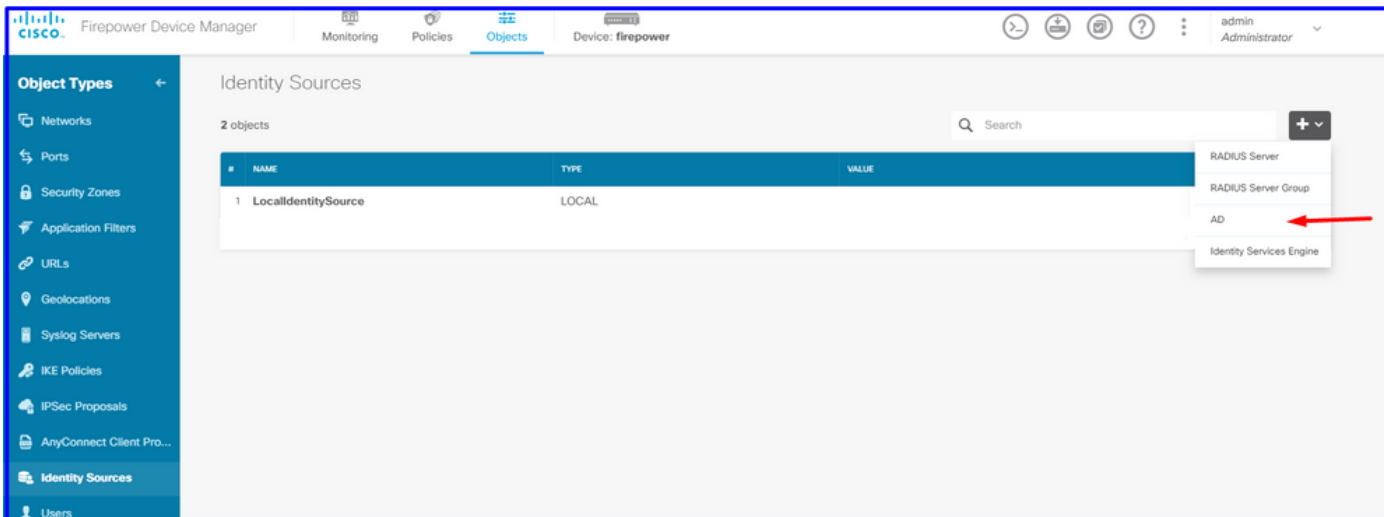 CISCO
Firepower Device Manager
Monitoring
Policies
Objects
Device: firepower
admin
Administrator
Object Types
Networks
Ports
Security Zones
Application Filters
URLs
Geolocations
Syslog Servers
IKE Policies
IPSec Proposals
AnyConnect Client Pro...
Identity Sources
Users
Identity Sources
2 objects
Search
# NAME TYPE VALUE
1 LocalIdentitySource LOCAL
RADIUS Server
RADIUS Server Group
AD
Identity Services Engine